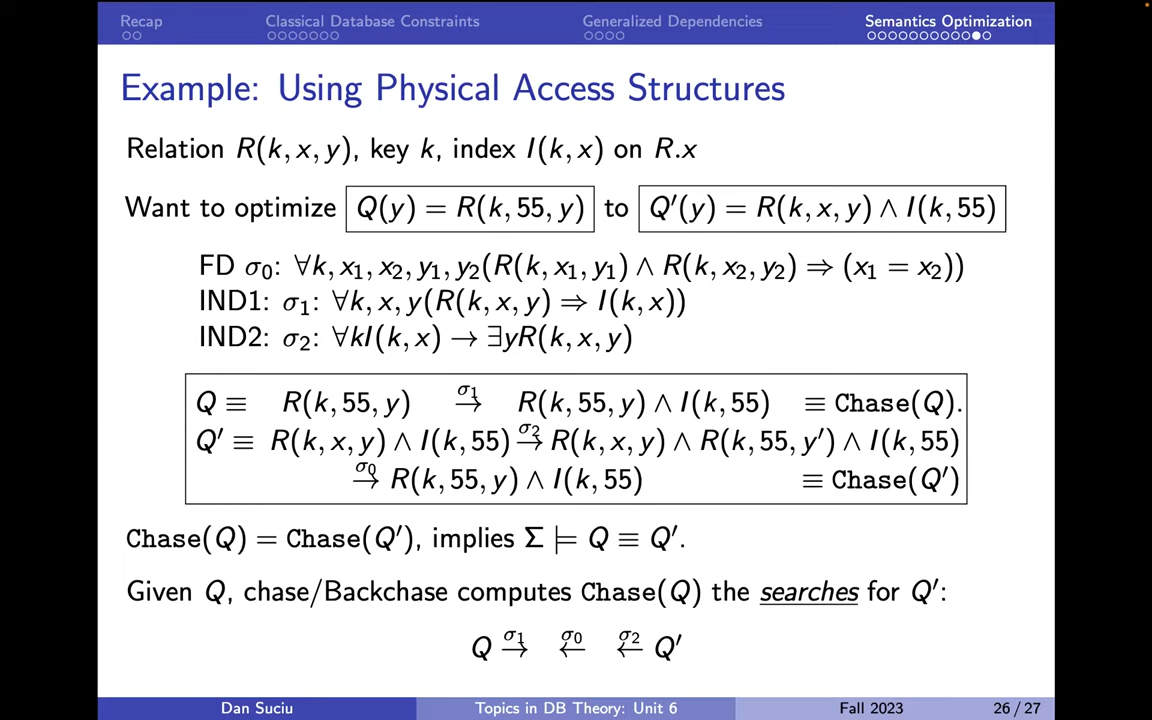 Recap Classical Database Constraints Generalized Dependencies Semantics Optimization
Example: Using Physical Access Structures
Relation R(k, x, y), key k, index I(k, x) on R.x
Want to optimize Q(y) = R(k, 55, y) to Q′(y) = R(k, x, y) ∧ I(k, 55)
FD σ₀: ∀k, x₁, x₂, y₁, y₂(R(k, x₁, y₁) ∧ R(k, x₂, y₂) ⇒ (x₁ = x₂))
IND1: σ₁: ∀k, x, y(R(k, x, y) ⇒ I(k, x))
IND2: σ₂: ∀kI(k, x) → ∃yR(k, x, y)
Q ≡ R(k, 55, y) σ₁→ R(k, 55, y) ∧ I(k, 55) ≡ Chase(Q).
Q′ ≡ R(k, x, y) ∧ I(k, 55) σ₂→ R(k, x, y) ∧ R(k, 55, y′) ∧ I(k, 55)
σ₀→ R(k, 55, y) ∧ I(k, 55) ≡ Chase(Q′)
Chase(Q) = Chase(Q′), implies Σ ⊨ Q ≡ Q′.
Given Q, chase/Backchase computes Chase(Q) the searches for Q′:
Q σ₁→ σ₀← σ₂← Q′
Dan Suciu Topics in DB Theory: Unit 6 Fall 2023 26 / 27